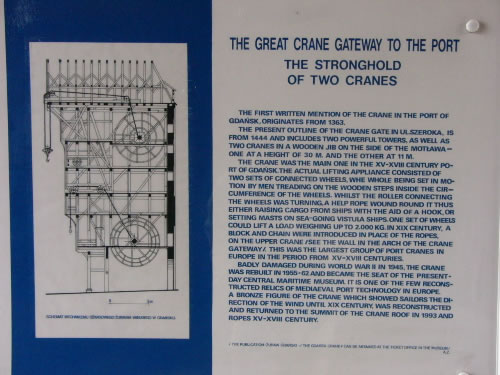 THE GREAT CRANE GATEWAY TO THE PORT
THE STRONGHOLD
OF TWO CRANES
THE FIRST WRITTEN MENTION OF THE CRANE IN THE PORT OF
GDAŃSK, ORIGINATES FROM 1363.
THE PRESENT OUTLINE OF THE CRANE GATE IN UL.SZEROKA, IS
FROM 1444 AND INCLUDES TWO POWERFUL TOWERS, AS WELL AS
TWO CRANES IN A WOODEN JIB ON THE SIDE OF THE MOTŁAWA—
ONE AT A HEIGHT OF 30 M. AND THE OTHER AT 11 M.
THE CRANE WAS THE MAIN ONE IN THE XV-XVIII CENTURY PO-
RT OF GDAŃSK. THE ACTUAL LIFTING APPLIANCE CONSISTED OF
TWO SETS OF CONNECTED WHEELS, WHE WHOLE BEING SET IN MO-
TION BY MEN TREADING ON THE WOODEN STEPS INSIDE THE CIR-
CUMFERENCE OF THE WHEELS. WHILST THE ROLLER CONNECTING
THE WHEELS WAS TURNING, A HELP ROPE WOUND ROUND IT THUS
EITHER RAISING CARGO FROM SHIPS WITH THE AID OF A HOOK, OR
SETTING MASTS ON SEA-GOING VISTULA SHIPS. ONE SET OF WHEELS
COULD LIFT A LOAD WEIGHING UP TO 2.000 KG. IN XIX CENTURY, A
BLOCK AND CHAIN WERE INTRODUCED IN PLACE OF THE ROPES,
ON THE UPPER CRANE /SEE THE WALL IN THE ARCH OF THE CRANE
GATEWAY./ THIS WAS THE LARGEST GROUP OF PORT CRANES IN
EUROPE IN THE PERIOD FROM XV-XVIII CENTURIES.
BADLY DAMAGED DURING WORLD WAR II IN 1945, THE CRANE
WAS REBUILT IN 1955-62 AND BECAME THE SEAT OF THE PRESENT-
DAY CENTRAL MARITIME MUSEUM. IT IS ONE OF THE FEW RECONS-
TRUCTED RELICS OF MEDIAEVAL PORT TECHNOLOGY IN EUROPE.
A BRONZE FIGURE OF THE CRANE WHICH SHOWED SAILORS THE DI-
RECTION OF THE WIND UNTIL XIX CENTURY, WAS RECONSTRUCTED
AND RETURNED TO THE SUMMIT OF THE CRANE ROOF IN 1993 AND
ROPES XV-XVIII CENTURY.